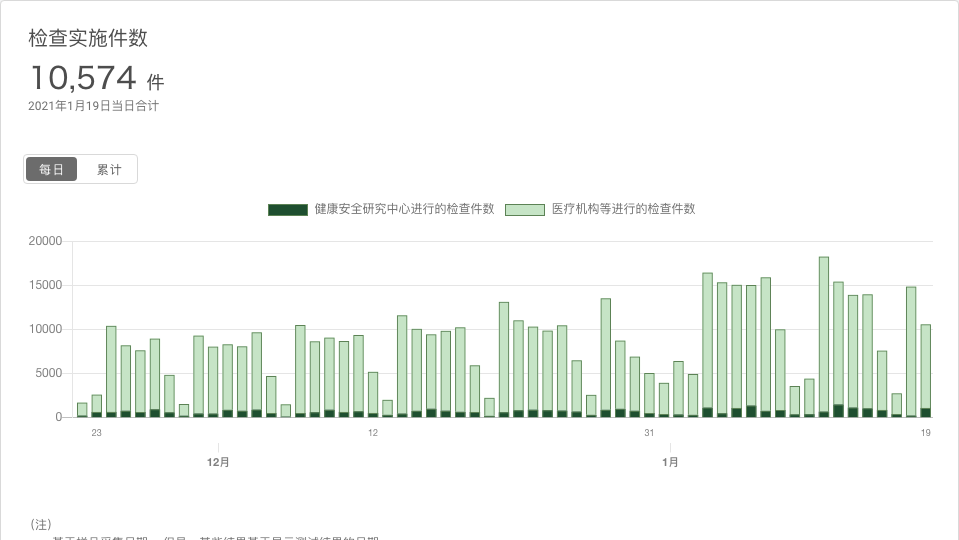 检查实施件数
10,574 件
2021年1月19日当日合计
每日 累计
健康安全研究中心进行的检查件数 医疗机构等进行的检查件数
20000
15000
10000
5000
0
23 12 31 19
12月 1月
（注）